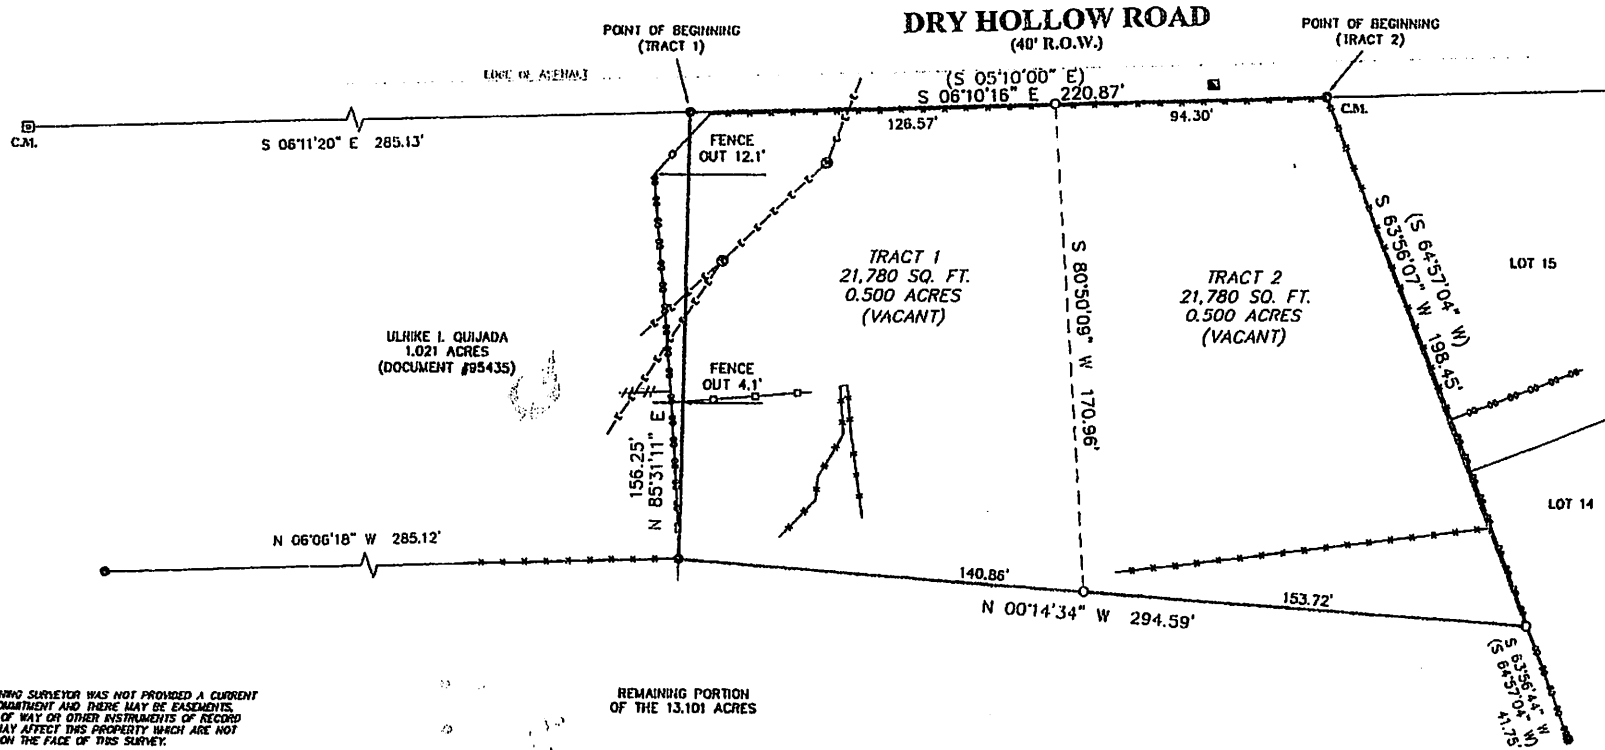 DRY HOLLOW ROAD
(40' R.O.W.)
POINT OF BEGINNING
(TRACT 1)
POINT OF BEGINNING
(TRACT 2)
EDGE OF ASPHALT
(S 05°10'00" E)
S 06°10'16" E 220.87'
126.57'
94.30'
C.M.
C.M.
S 06°11'20" E 285.13'
FENCE
OUT 12.1'
TRACT 1
21,780 SQ. FT.
0.500 ACRES
(VACANT)
S 80°50'09" W 170.96'
TRACT 2
21,780 SQ. FT.
0.500 ACRES
(VACANT)
(S 64°57'04" W)
S 63°56'07" W 198.45'
LOT 15
ULRIKE I. QUIJADA
1.021 ACRES
(DOCUMENT #95435)
FENCE
OUT 4.1'
156.25'
N 85°31'11" E
LOT 14
N 06°06'18" W 285.12'
140.86'
153.72'
N 00°14'34" W 294.59'
S 63°56'44" W
(S 64°57'04" W)
41.75'
REMAINING PORTION
OF THE 13.101 ACRES
SURVEYOR WAS NOT PROVIDED A CURRENT
AND THERE MAY BE EASEMENTS,
OF WAY OR OTHER INSTRUMENTS OF RECORD
MAY AFFECT THIS PROPERTY WHICH ARE NOT
ON THE FACE OF THIS SURVEY.